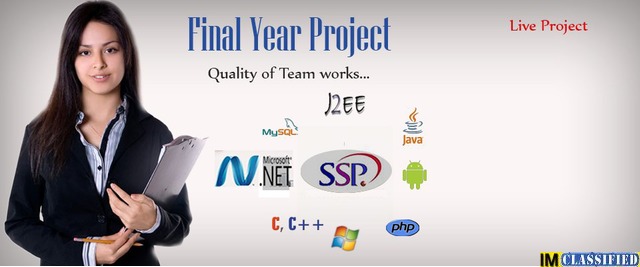 Final Year Project
Live Project
Quality of Team works...
J2EE
MySQL
Java
Microsoft®
.NET
SSP.
C, C++
php
IM CLASSIFIED